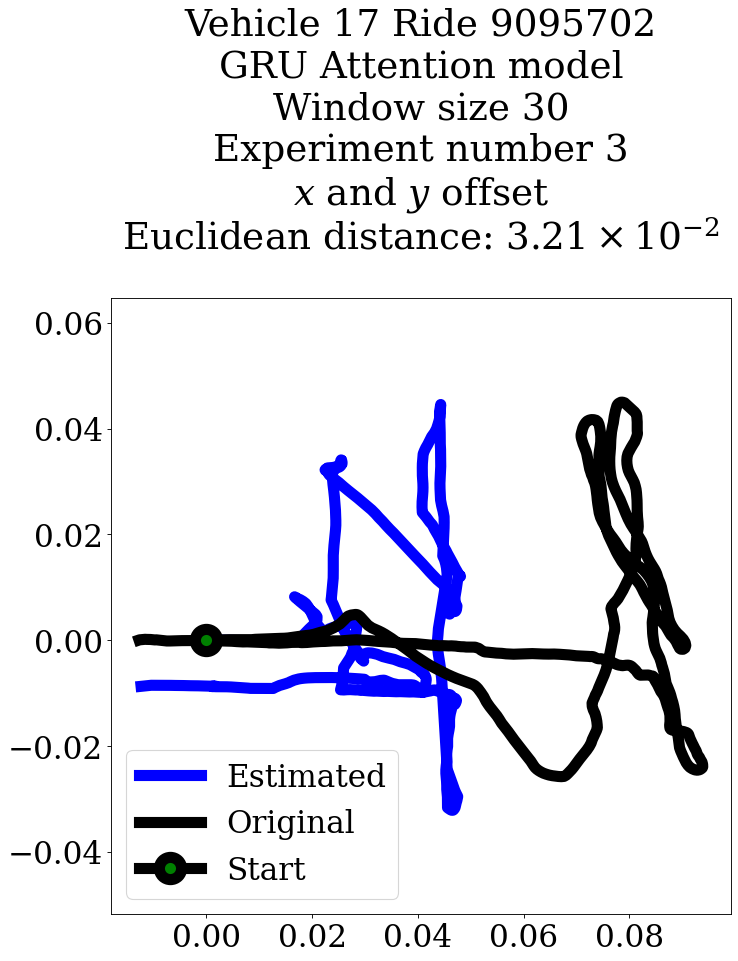 Vehicle 17 Ride 9095702
GRU Attention model
Window size 30
Experiment number 3
x and y offset
Euclidean distance: 3.21 × 10⁻²
0.06
0.04
0.02
0.00
−0.02
−0.04
Estimated
Original
Start
0.00 0.02 0.04 0.06 0.08